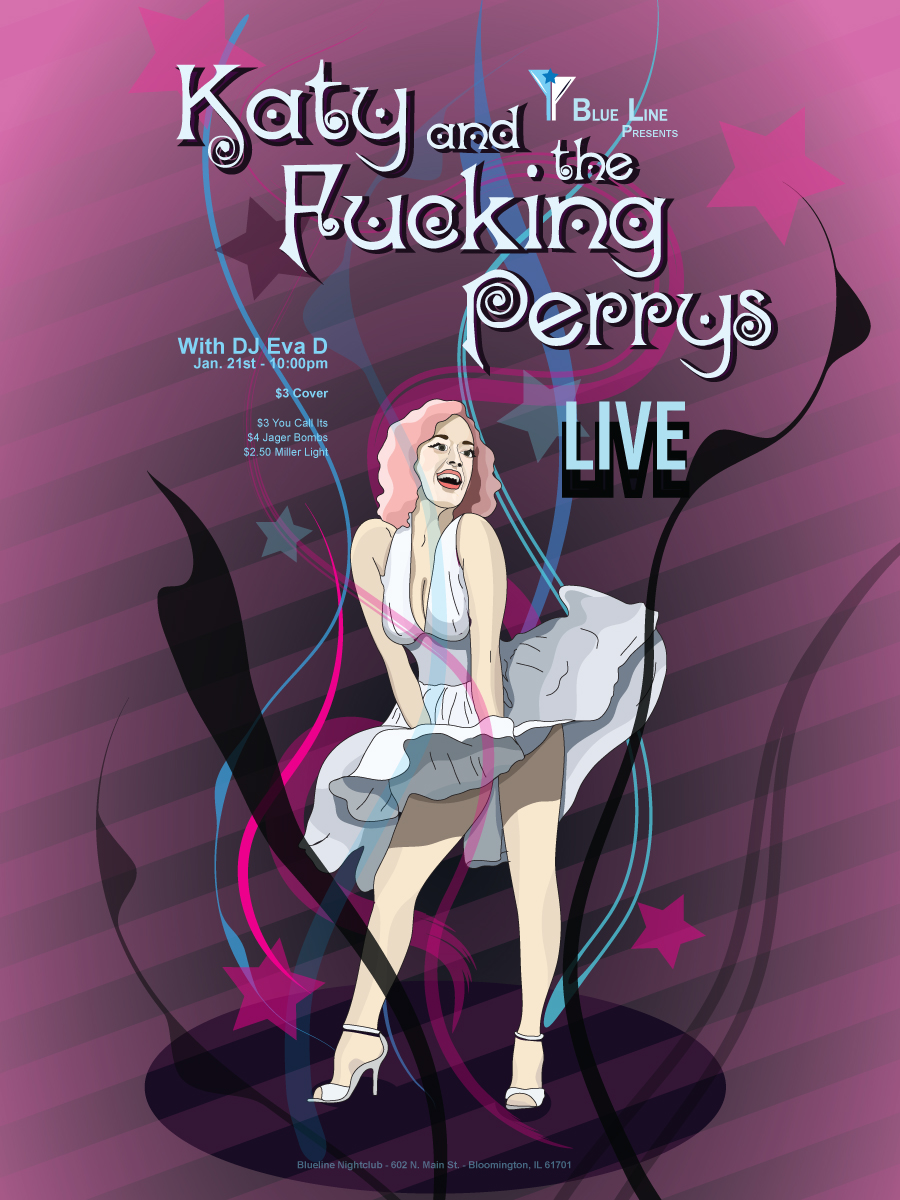 Katy and
Blue Line
Presents
the
Fucking
Perrys
With DJ Eva D
Jan. 21st - 10:00pm
$3 Cover
$3 You Call Its
$4 Jager Bombs
$2.50 Miller Light
LIVE
Blueline Nightclub - 602 N. Main St. - Bloomington, IL 61701